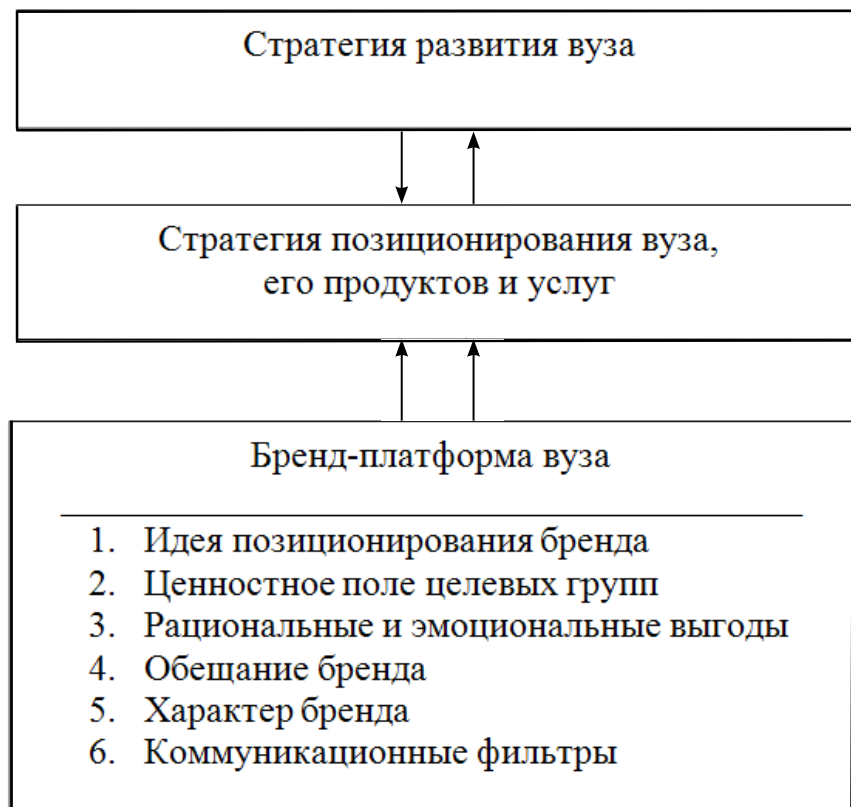 Стратегия развития вуза
Стратегия позиционирования вуза,
его продуктов и услуг
Бренд-платформа вуза
1. Идея позиционирования бренда
2. Ценностное поле целевых групп
3. Рациональные и эмоциональные выгоды
4. Обещание бренда
5. Характер бренда
6. Коммуникационные фильтры